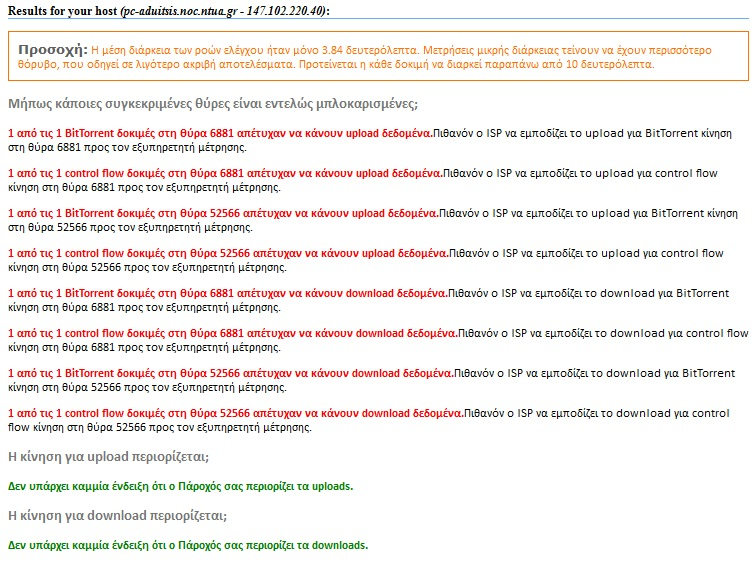 Results for your host (pc-aduitsis.noc.ntua.gr - 147.102.220.40):
Προσοχή: Η μέση διάρκεια των ροών ελέγχου ήταν μόνο 3.84 δευτερόλεπτα. Μετρήσεις μικρής διάρκειας τείνουν να έχουν περισσότερο
θόρυβο, που οδηγεί σε λιγότερο ακριβή αποτελέσματα. Προτείνεται η κάθε δοκιμή να διαρκεί παραπάνω από 10 δευτερόλεπτα.
Μήπως κάποιες συγκεκριμένες θύρες είναι εντελώς μπλοκαρισμένες;
1 από τις 1 BitTorrent δοκιμές στη θύρα 6881 απέτυχαν να κάνουν upload δεδομένα.Πιθανόν ο ISP να εμποδίζει το upload για BitTorrent κίνηση
στη θύρα 6881 προς τον εξυπηρετητή μέτρησης.
1 από τις 1 control flow δοκιμές στη θύρα 6881 απέτυχαν να κάνουν upload δεδομένα.Πιθανόν ο ISP να εμποδίζει το upload για control flow
κίνηση στη θύρα 6881 προς τον εξυπηρετητή μέτρησης.
1 από τις 1 BitTorrent δοκιμές στη θύρα 52566 απέτυχαν να κάνουν upload δεδομένα.Πιθανόν ο ISP να εμποδίζει το upload για BitTorrent κίνηση
στη θύρα 52566 προς τον εξυπηρετητή μέτρησης.
1 από τις 1 control flow δοκιμές στη θύρα 52566 απέτυχαν να κάνουν upload δεδομένα.Πιθανόν ο ISP να εμποδίζει το upload για control flow
κίνηση στη θύρα 52566 προς τον εξυπηρετητή μέτρησης.
1 από τις 1 BitTorrent δοκιμές στη θύρα 6881 απέτυχαν να κάνουν download δεδομένα.Πιθανόν ο ISP να εμποδίζει το download για BitTorrent
κίνηση στη θύρα 6881 προς τον εξυπηρετητή μέτρησης.
1 από τις 1 control flow δοκιμές στη θύρα 6881 απέτυχαν να κάνουν download δεδομένα.Πιθανόν ο ISP να εμποδίζει το download για control flow
κίνηση στη θύρα 6881 προς τον εξυπηρετητή μέτρησης.
1 από τις 1 BitTorrent δοκιμές στη θύρα 52566 απέτυχαν να κάνουν download δεδομένα.Πιθανόν ο ISP να εμποδίζει το download για BitTorrent
κίνηση στη θύρα 52566 προς τον εξυπηρετητή μέτρησης.
1 από τις 1 control flow δοκιμές στη θύρα 52566 απέτυχαν να κάνουν download δεδομένα.Πιθανόν ο ISP να εμποδίζει το download για control
flow κίνηση στη θύρα 52566 προς τον εξυπηρετητή μέτρησης.
Η κίνηση για upload περιορίζεται;
Δεν υπάρχει καμμία ένδειξη ότι ο Πάροχός σας περιορίζει τα uploads.
Η κίνηση για download περιορίζεται;
Δεν υπάρχει καμμία ένδειξη ότι ο Πάροχός σας περιορίζει τα downloads.